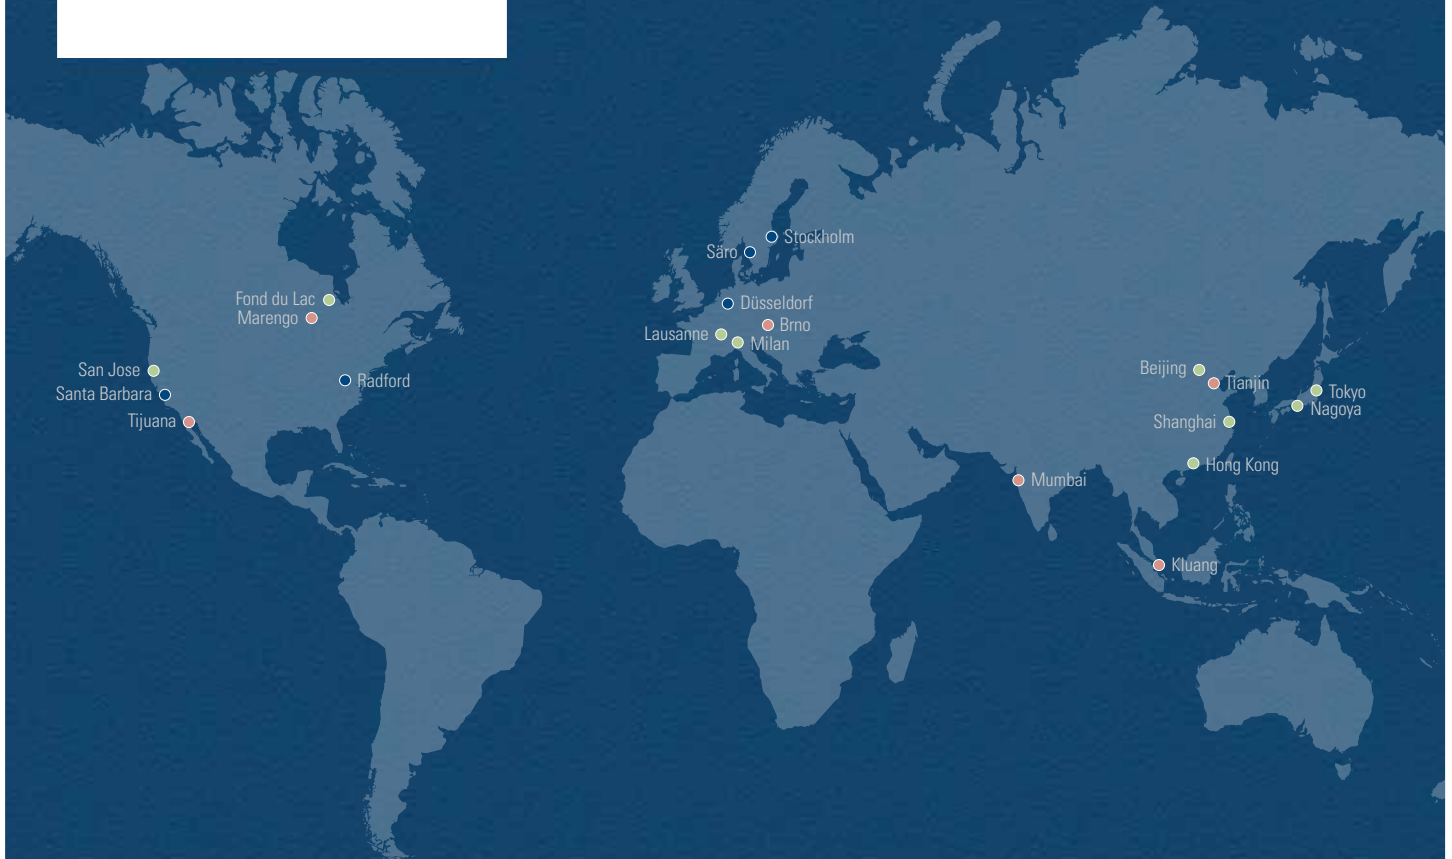 Stockholm
Säro
Fond du Lac
Düsseldorf
Marengo
Brno
Lausanne
Milan
San Jose
Beijing
Radford
Tianjin
Santa Barbara
Tokyo
Nagoya
Tijuana
Shanghai
Hong Kong
Mumbai
Kluang